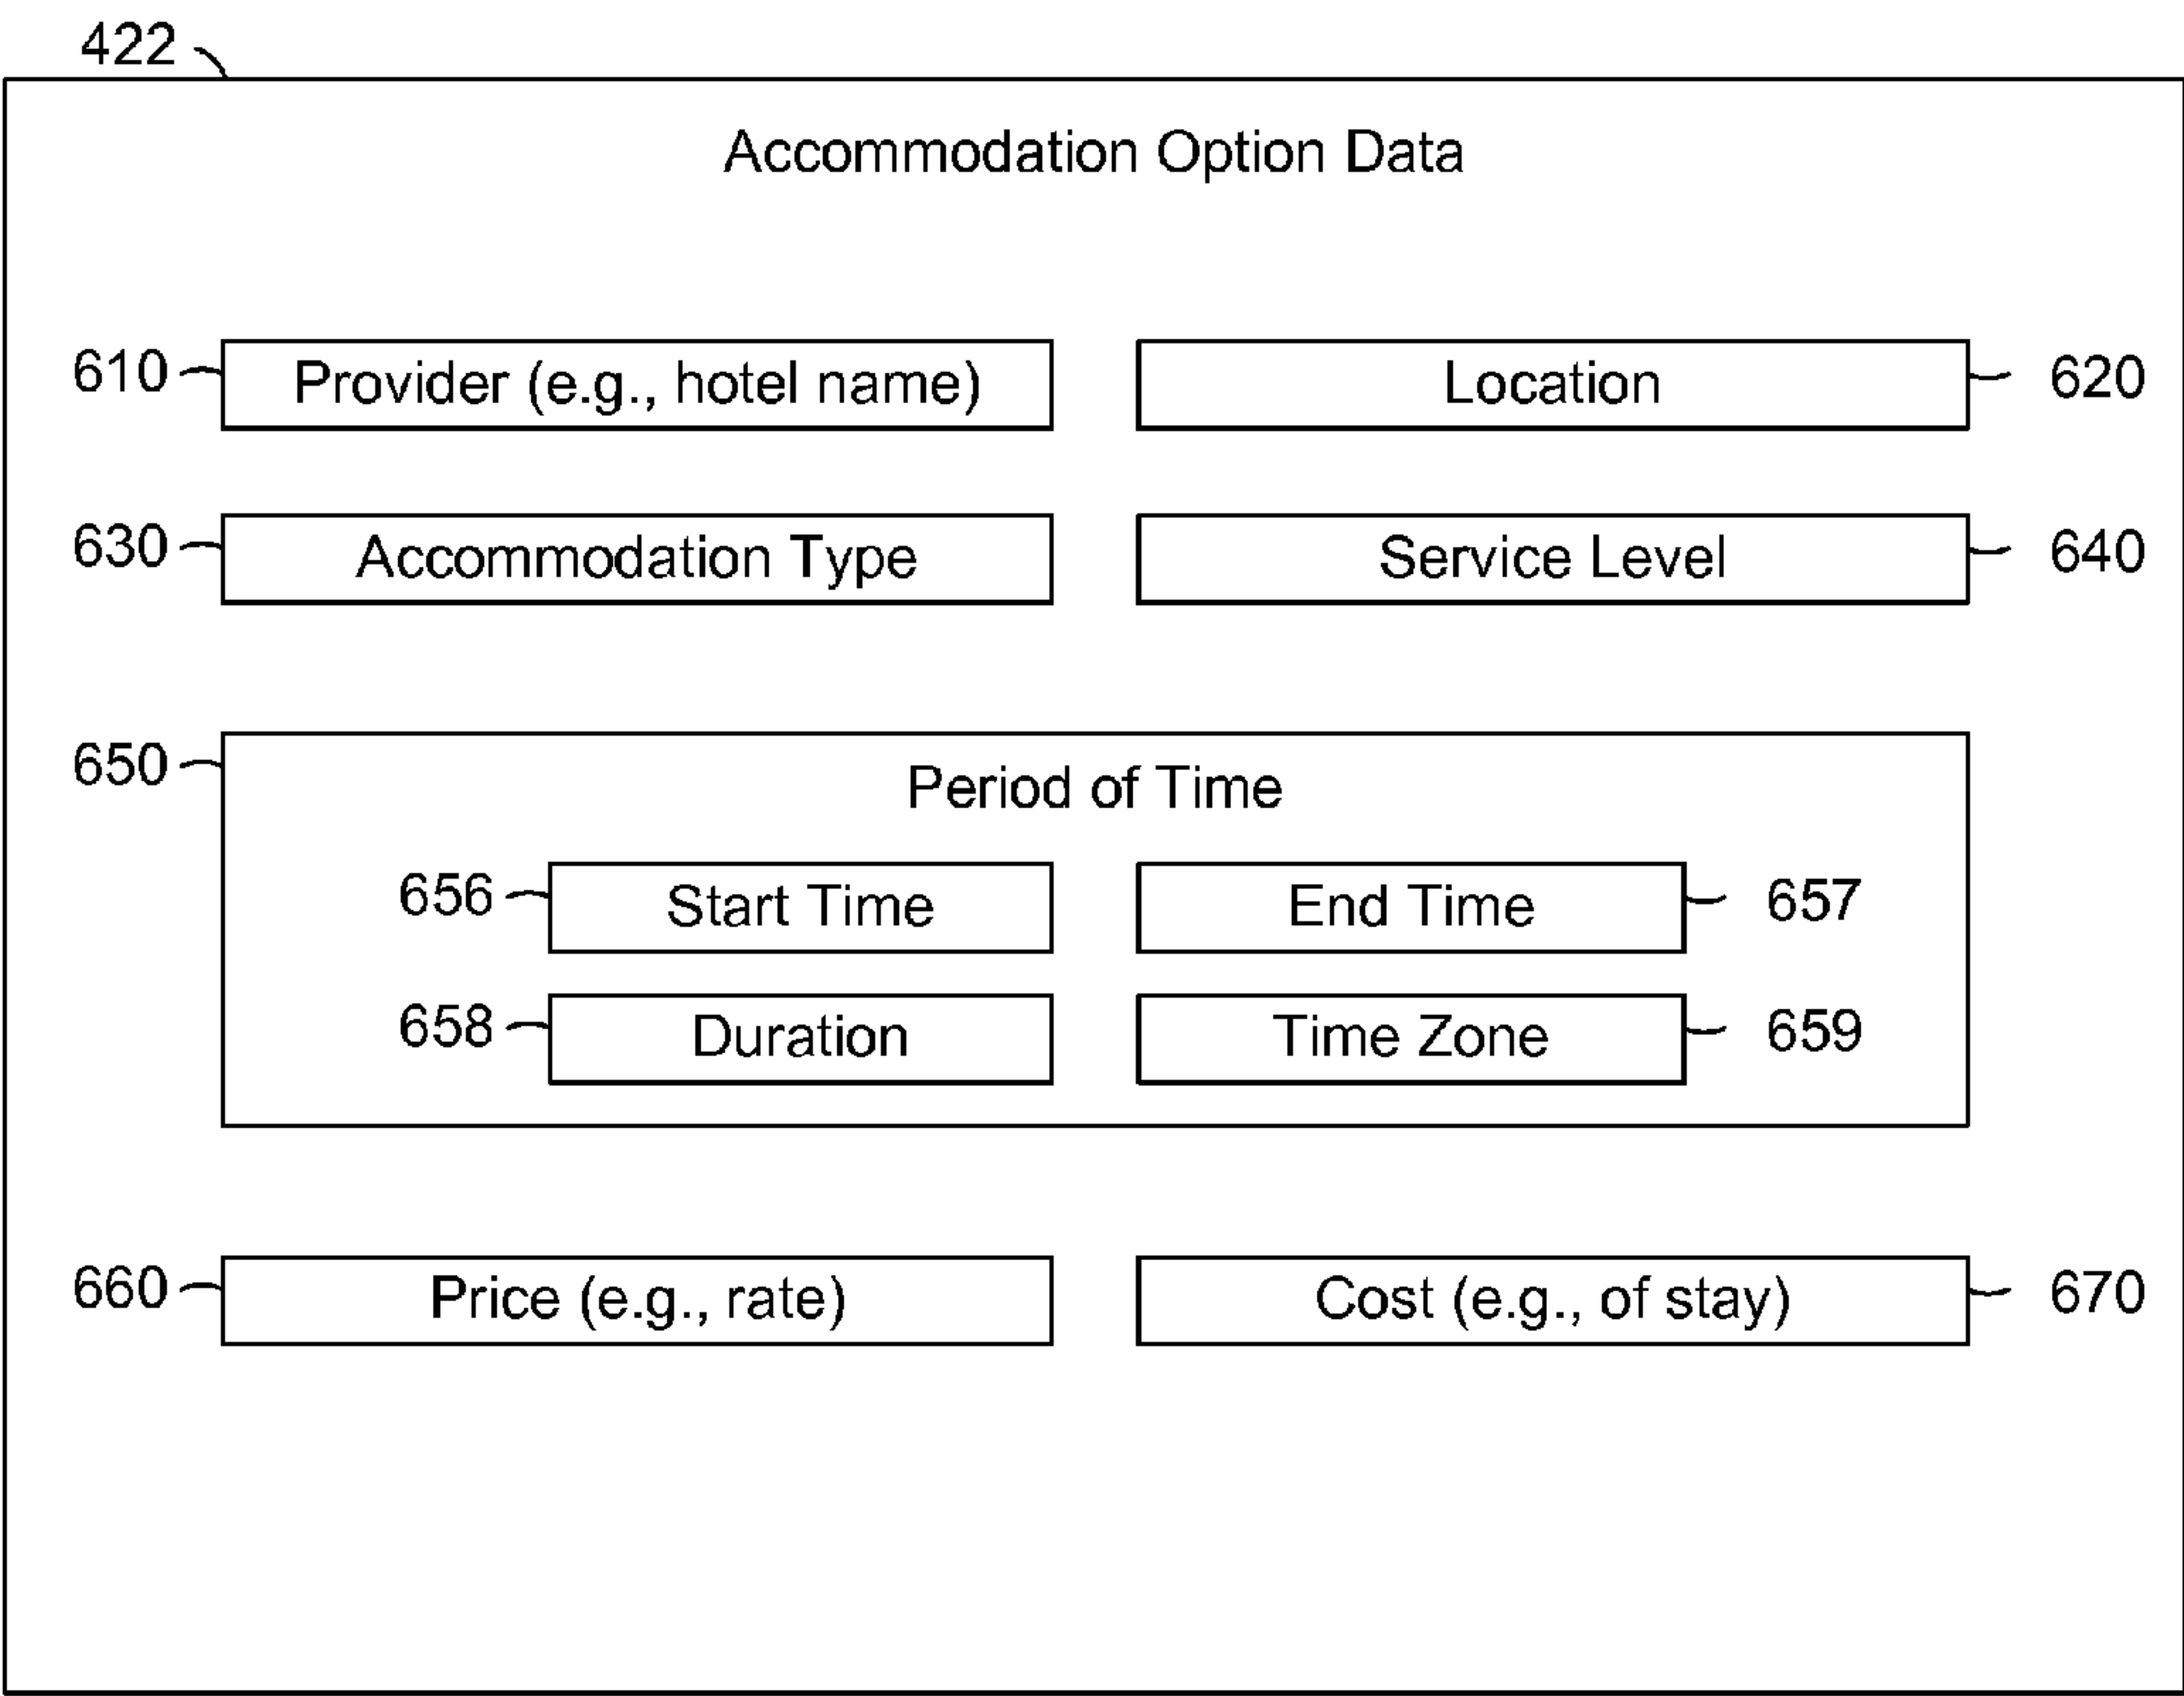 422
Accommodation Option Data
610 Provider (e.g., hotel name) Location 620
630 Accommodation Type Service Level 640
650 Period of Time
656 Start Time End Time 657
658 Duration Time Zone 659
660 Price (e.g., rate) Cost (e.g., of stay) 670